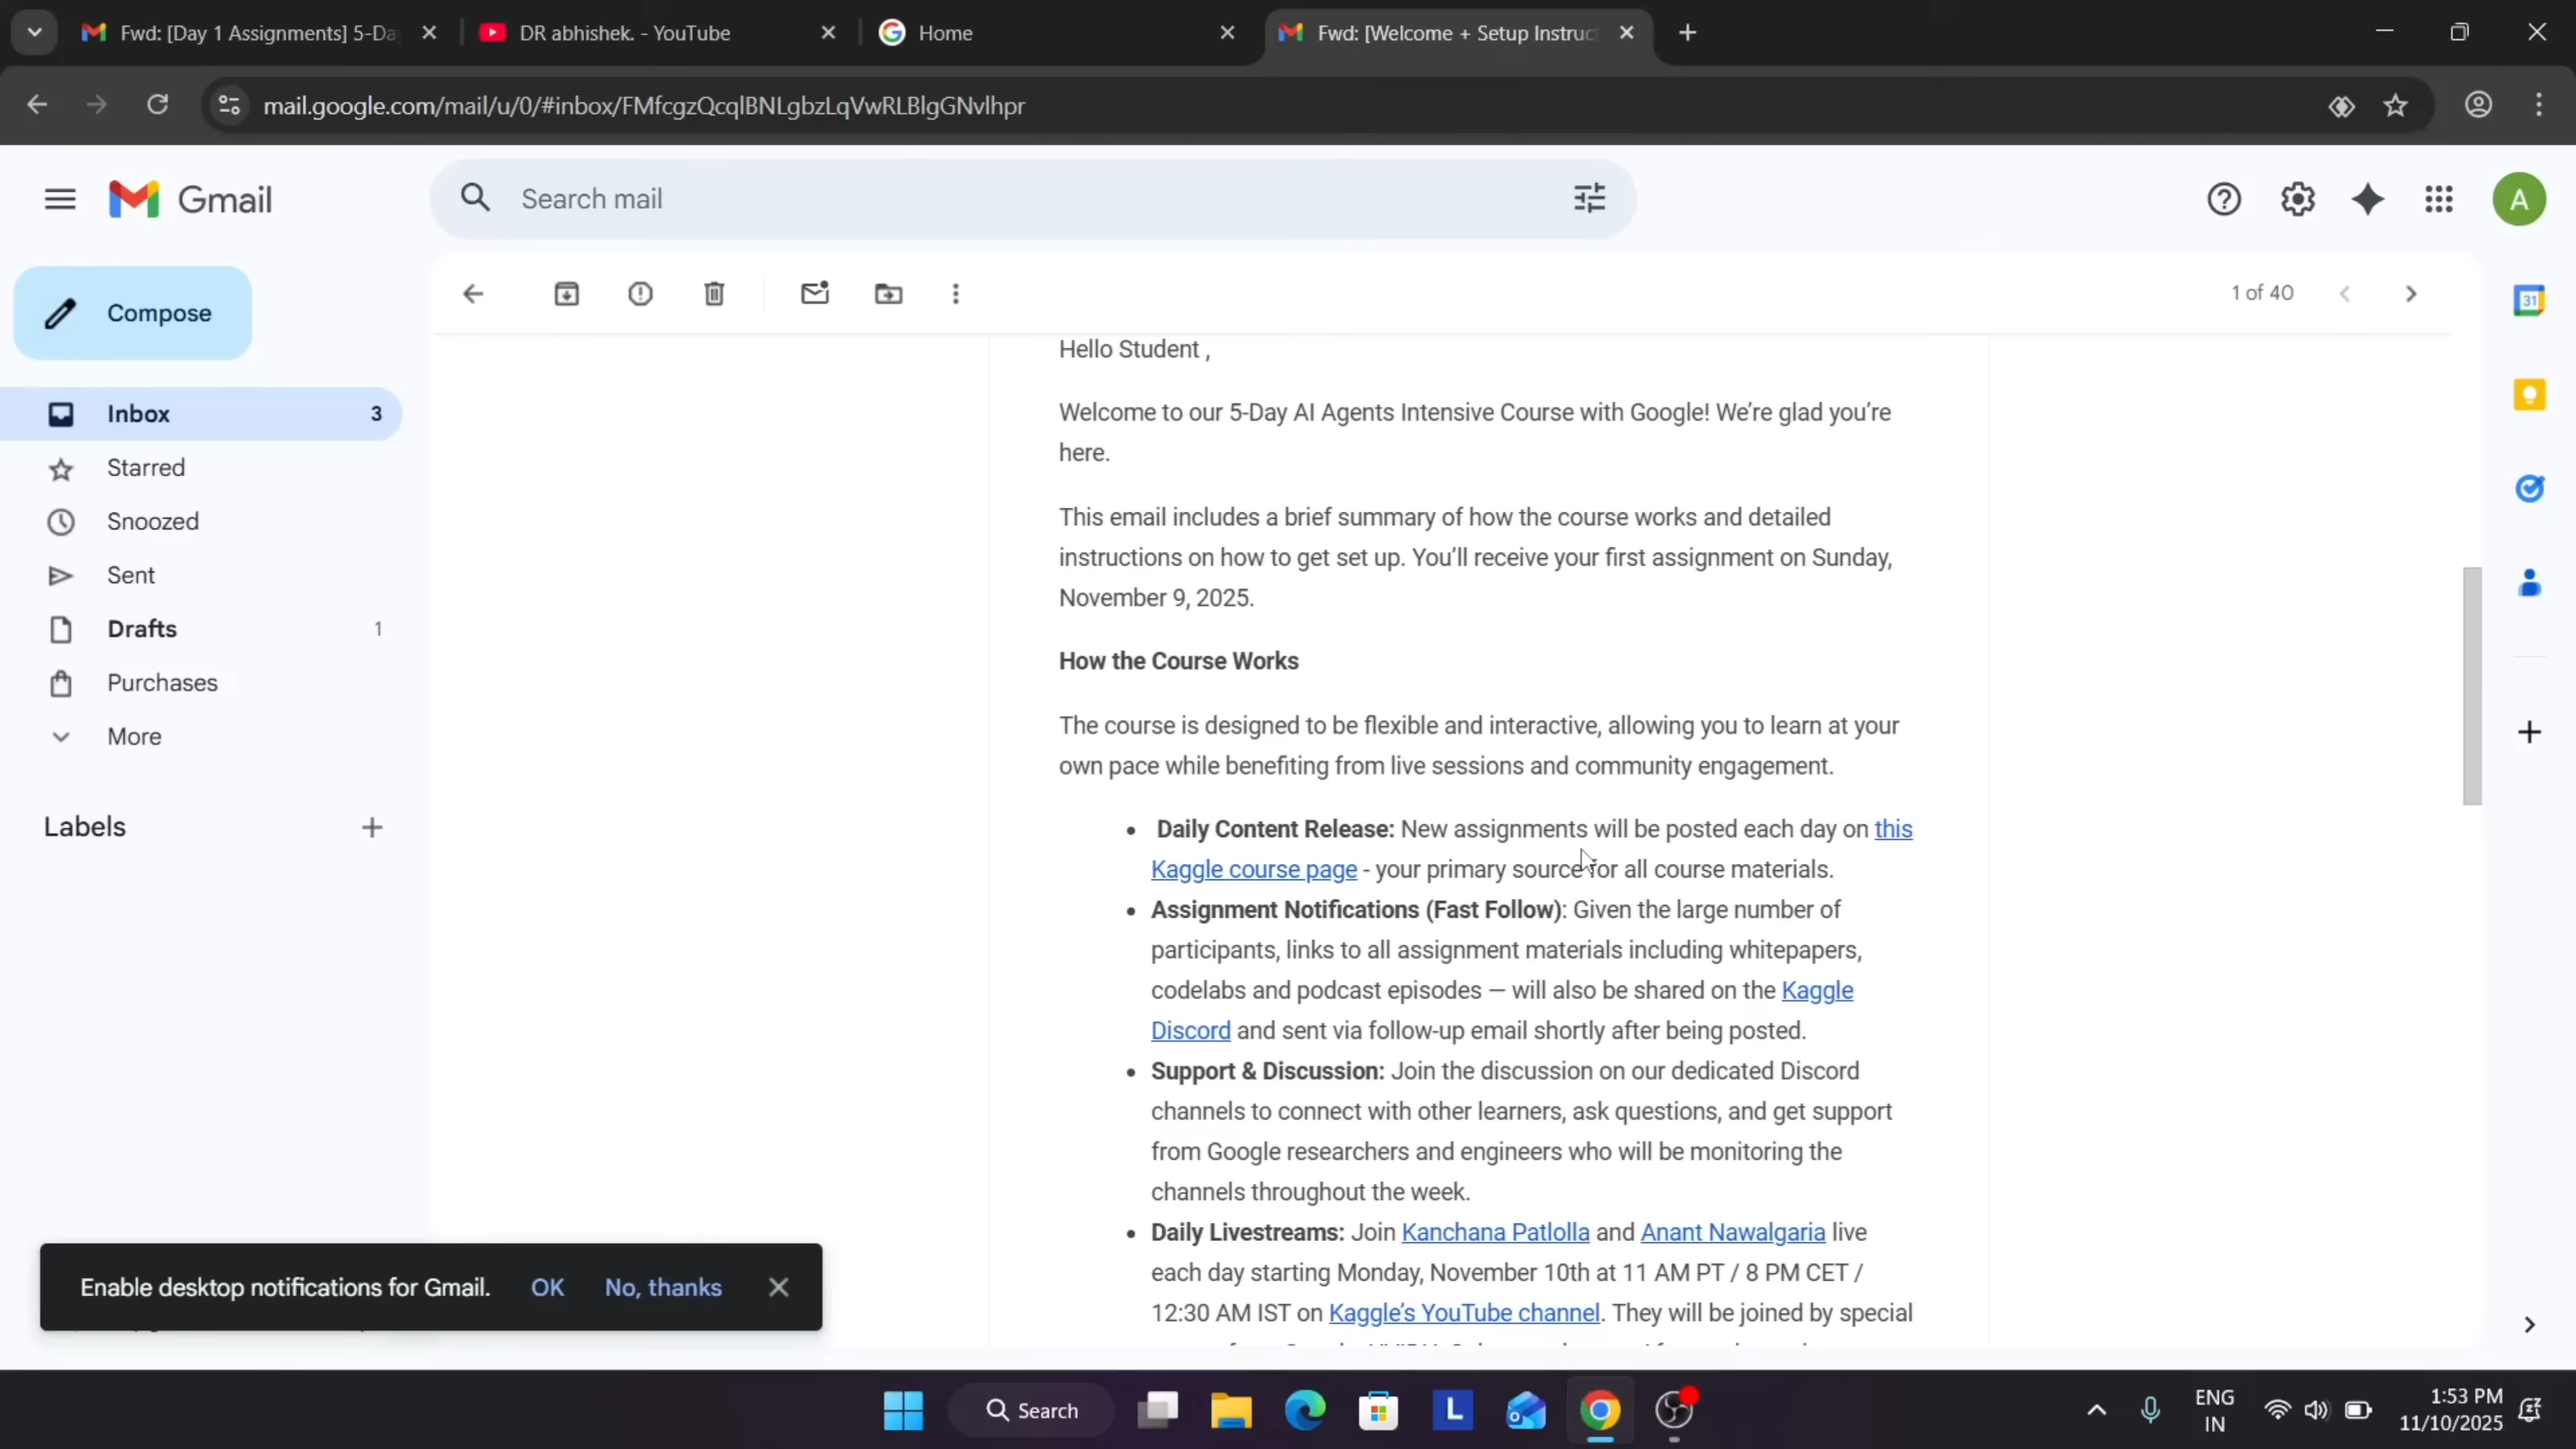 Fwd: [Day 1 Assignments] 5-Da
DR abhishek. - YouTube
Home
Fwd: [Welcome + Setup Instruc
mail.google.com/mail/u/0/#inbox/FMfcgzQcqlBNLgbzLqVwRLBlgGNvlhpr
Gmail
Search mail
A
Compose
1 of 40
31
Inbox 3
Starred
Snoozed
Sent
Drafts 1
Purchases
More
Labels
Hello Student ,
Welcome to our 5-Day AI Agents Intensive Course with Google! We’re glad you’re
here.
This email includes a brief summary of how the course works and detailed
instructions on how to get set up. You’ll receive your first assignment on Sunday,
November 9, 2025.
How the Course Works
The course is designed to be flexible and interactive, allowing you to learn at your
own pace while benefiting from live sessions and community engagement.
• Daily Content Release: New assignments will be posted each day on this
Kaggle course page - your primary source for all course materials.
• Assignment Notifications (Fast Follow): Given the large number of
participants, links to all assignment materials including whitepapers,
codelabs and podcast episodes — will also be shared on the Kaggle
Discord and sent via follow-up email shortly after being posted.
• Support & Discussion: Join the discussion on our dedicated Discord
channels to connect with other learners, ask questions, and get support
from Google researchers and engineers who will be monitoring the
channels throughout the week.
• Daily Livestreams: Join Kanchana Patlolla and Anant Nawalgaria live
each day starting Monday, November 10th at 11 AM PT / 8 PM CET /
12:30 AM IST on Kaggle’s YouTube channel. They will be joined by special
Enable desktop notifications for Gmail. OK No, thanks
Search
L
ENG
IN
1:53 PM
11/10/2025